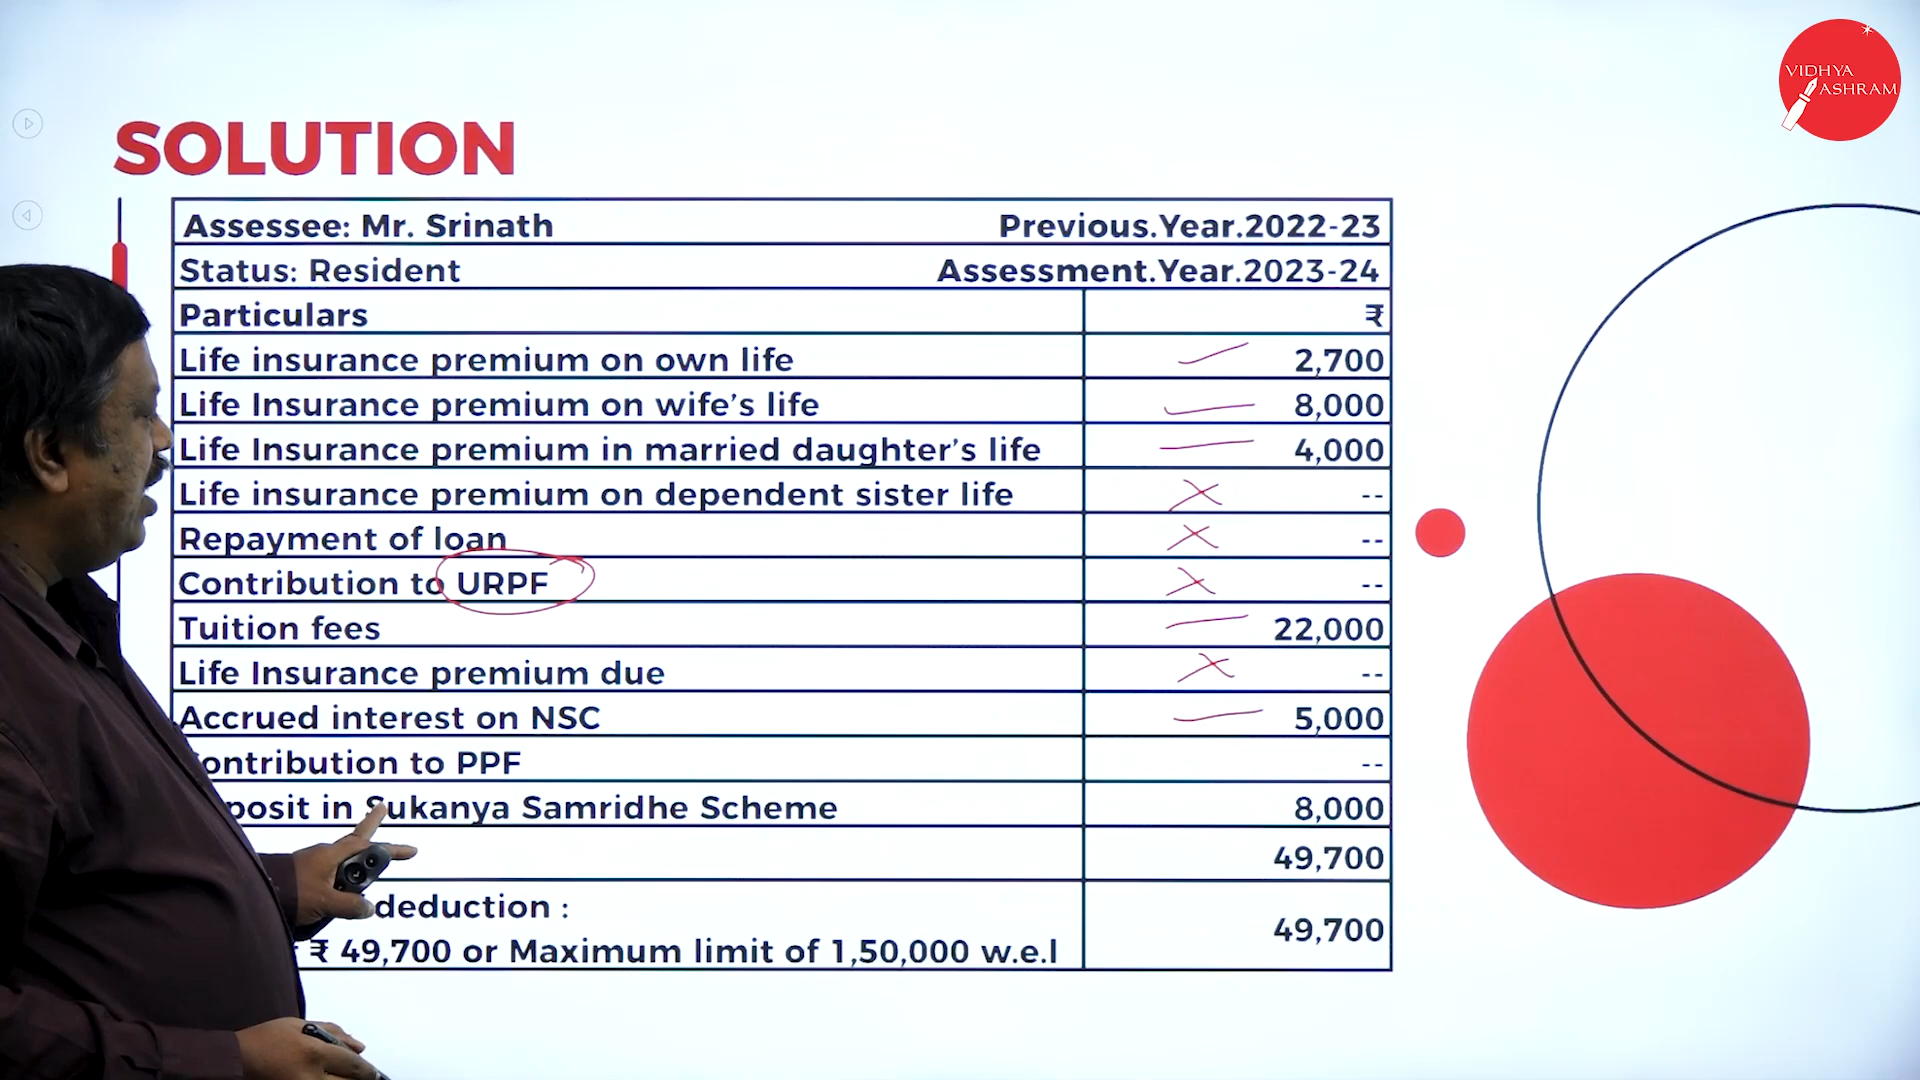 VIDHYA
ASHRAM
SOLUTION
Assessee: Mr. Srinath Previous.Year.2022-23
Status: Resident Assessment.Year.2023-24
Particulars ₹
Life insurance premium on own life 2,700
Life Insurance premium on wife's life 8,000
Life Insurance premium in married daughter's life 4,000
Life insurance premium on dependent sister life --
Repayment of loan --
Contribution to URPF --
Tuition fees 22,000
Life Insurance premium due --
Accrued interest on NSC 5,000
ontribution to PPF --
posit in Sukanya Samridhe Scheme 8,000
49,700
deduction :
₹ 49,700 or Maximum limit of 1,50,000 w.e.l 49,700